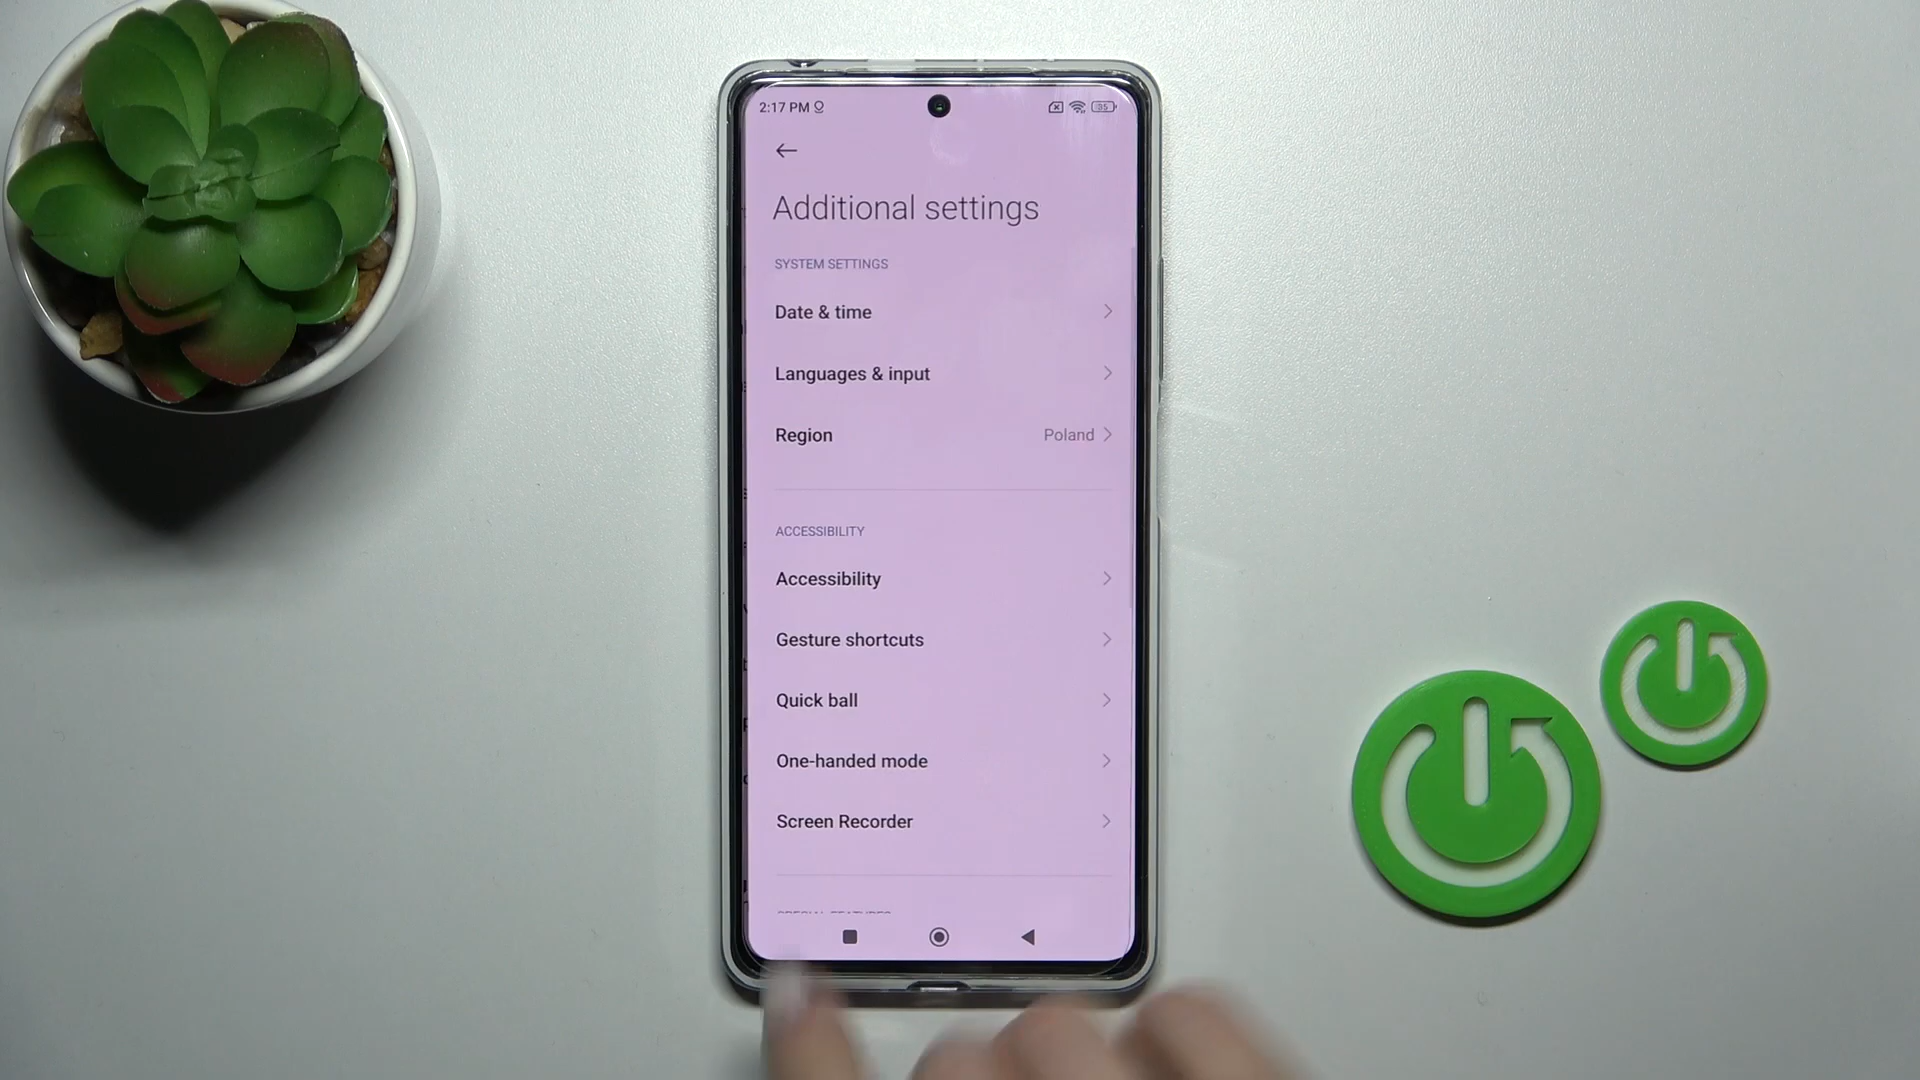 2:17 PM
35
Additional settings
SYSTEM SETTINGS
Date & time
Languages & input
Region Poland
ACCESSIBILITY
Accessibility
Gesture shortcuts
Quick ball
One-handed mode
Screen Recorder